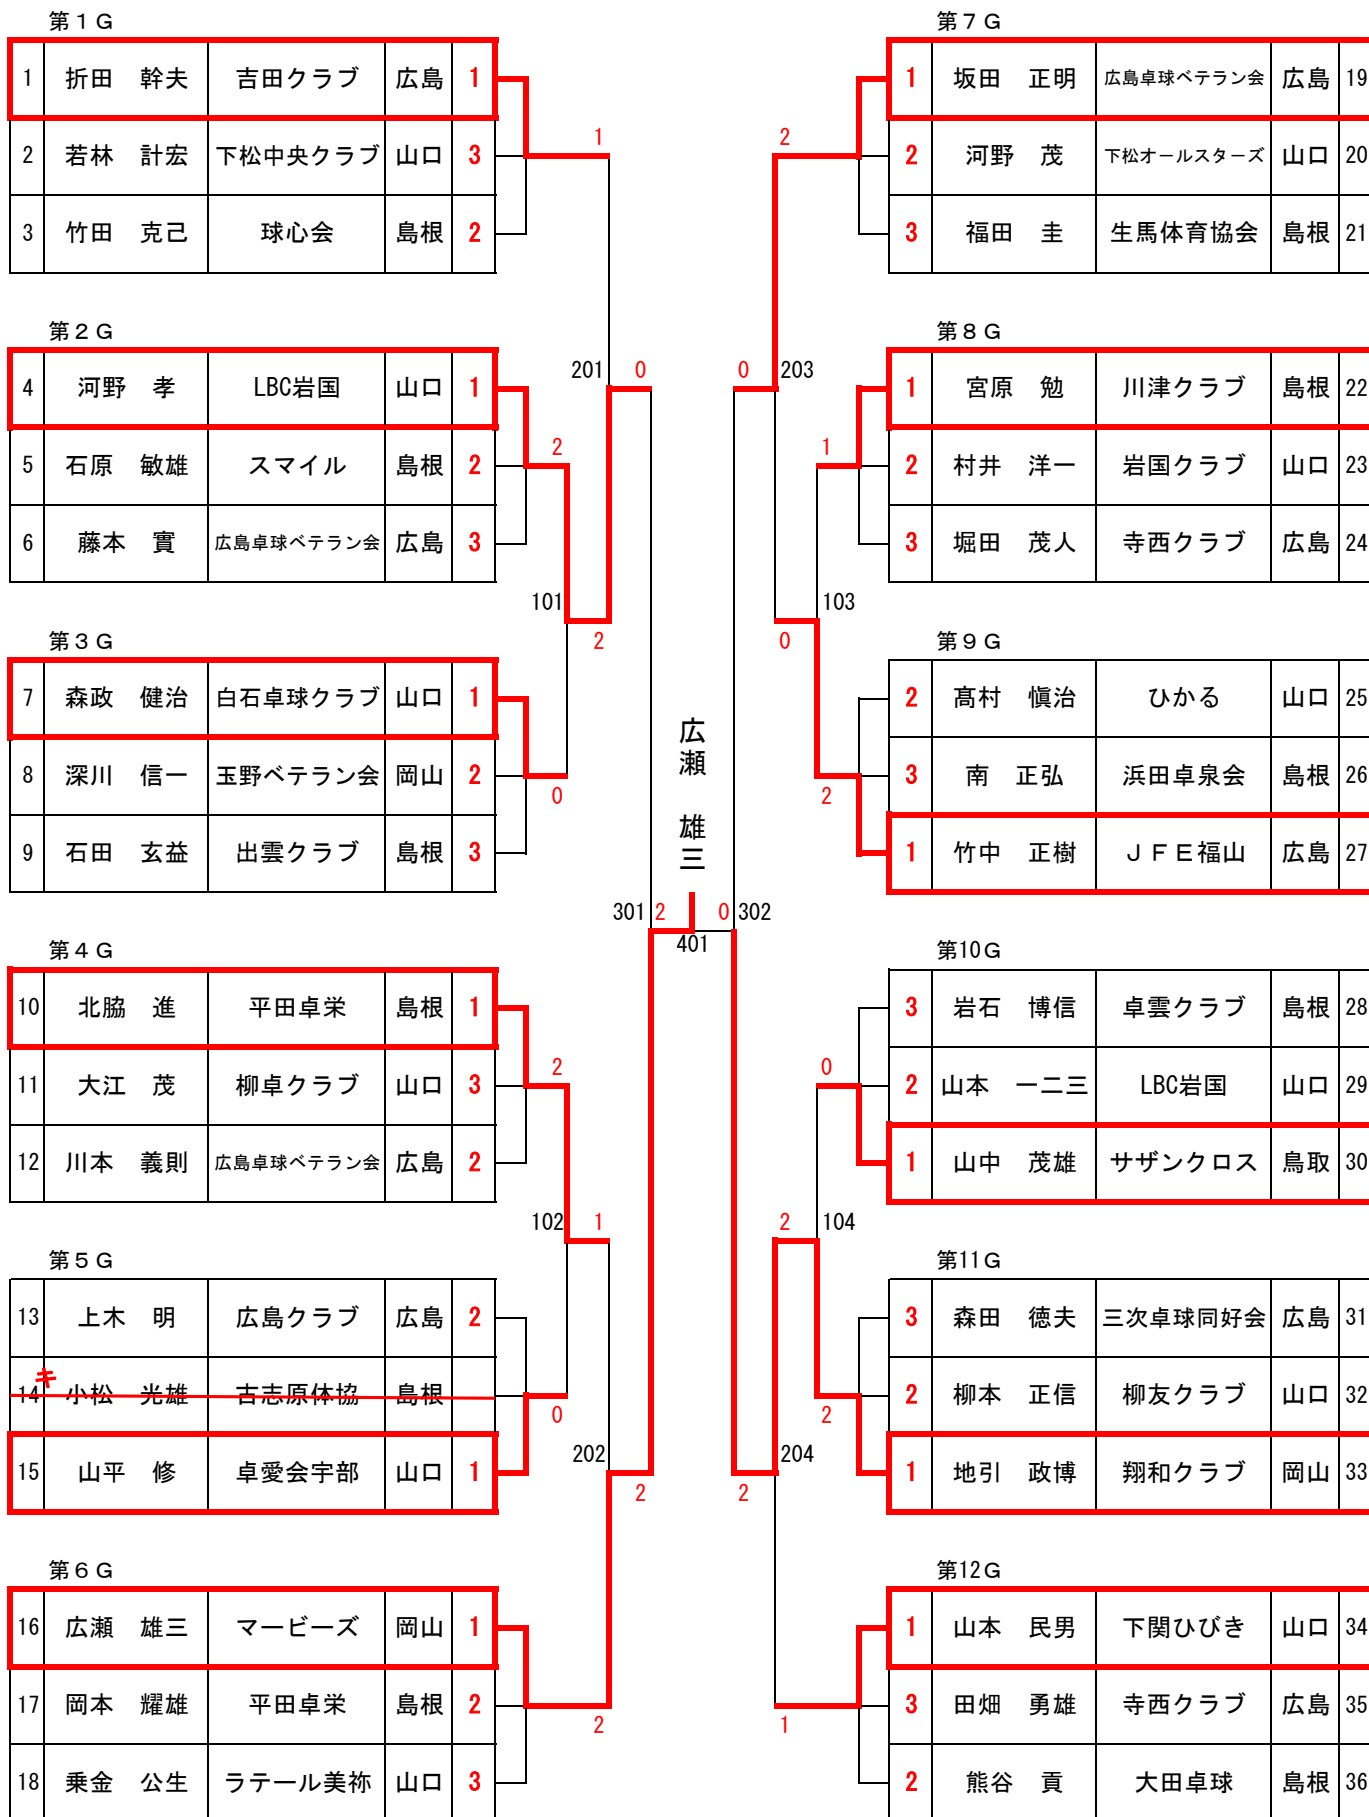 第１Ｇ
1 折田 幹夫 吉田クラブ 広島 1
2 若林 計宏 下松中央クラブ 山口 3
3 竹田 克己 球心会 島根 2
第２Ｇ
4 河野 孝 LBC岩国 山口 1
5 石原 敏雄 スマイル 島根 2
6 藤本 實 広島卓球ベテラン会 広島 3
第３Ｇ
7 森政 健治 白石卓球クラブ 山口 1
8 深川 信一 玉野ベテラン会 岡山 2
9 石田 玄益 出雲クラブ 島根 3
第４Ｇ
10 北脇 進 平田卓栄 島根 1
11 大江 茂 柳卓クラブ 山口 3
12 川本 義則 広島卓球ベテラン会 広島 2
第５Ｇ
13 上木 明 広島クラブ 広島 2
キ
14 小松 光雄 古志原体協 島根
15 山平 修 卓愛会宇部 山口 1
第６Ｇ
16 広瀬 雄三 マービーズ 岡山 1
17 岡本 耀雄 平田卓栄 島根 2
18 乗金 公生 ラテール美祢 山口 3
1
201 0
2
101
2
0
301 2
2
102 1
0
202
2
2
広瀬 雄三
401
2
0 203
1
103
0
2
0 302
0
2 104
2
204
2
1
第７Ｇ
1 坂田 正明 広島卓球ベテラン会 広島 19
2 河野 茂 下松オールスターズ 山口 20
3 福田 圭 生馬体育協会 島根 21
第８Ｇ
1 宮原 勉 川津クラブ 島根 22
2 村井 洋一 岩国クラブ 山口 23
3 堀田 茂人 寺西クラブ 広島 24
第９Ｇ
2 髙村 愼治 ひかる 山口 25
3 南 正弘 浜田卓泉会 島根 26
1 竹中 正樹 ＪＦＥ福山 広島 27
第10Ｇ
3 岩石 博信 卓雲クラブ 島根 28
2 山本 一二三 LBC岩国 山口 29
1 山中 茂雄 サザンクロス 鳥取 30
第11Ｇ
3 森田 徳夫 三次卓球同好会 広島 31
2 柳本 正信 柳友クラブ 山口 32
1 地引 政博 翔和クラブ 岡山 33
第12Ｇ
1 山本 民男 下関ひびき 山口 34
3 田畑 勇雄 寺西クラブ 広島 35
2 熊谷 貢 大田卓球 島根 36